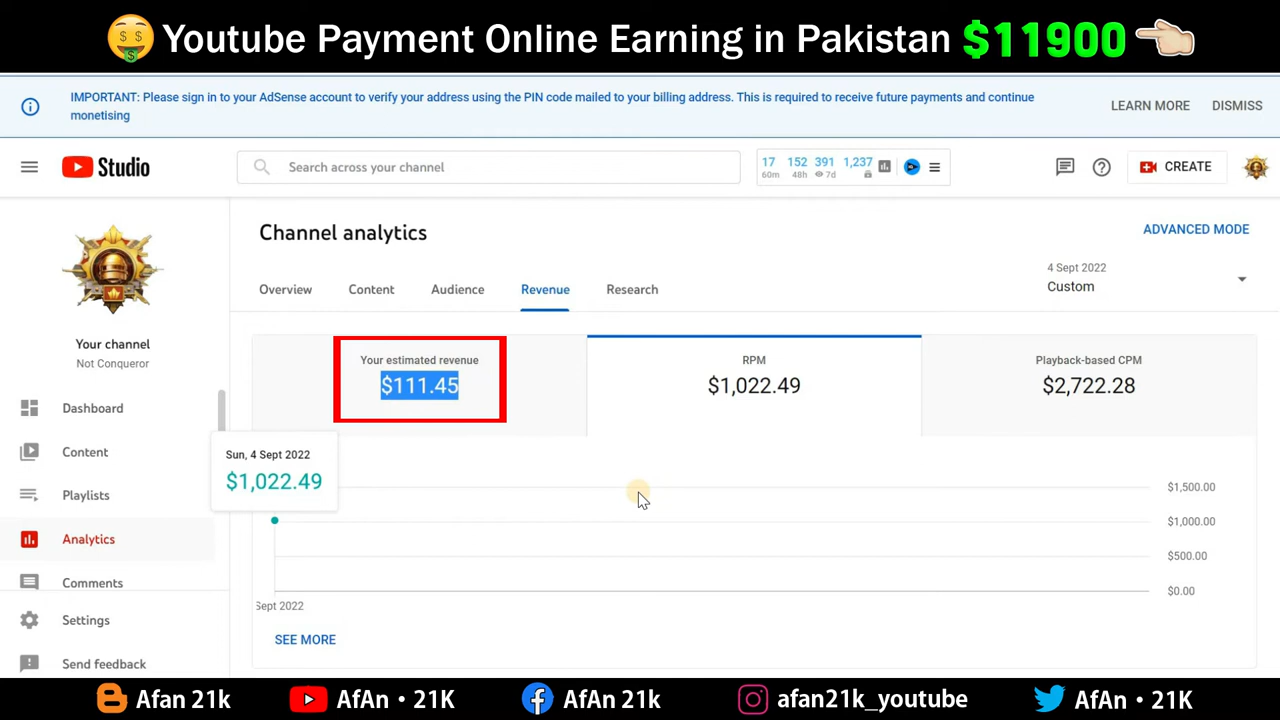 Youtube Payment Online Earning in Pakistan $11900
IMPORTANT: Please sign in to your AdSense account to verify your address using the PIN code mailed to your billing address. This is required to receive future payments and continue
monetising
LEARN MORE
DISMISS
Studio
Search across your channel
17 152 391 1,237
60m 48h 7d
CREATE
Channel analytics
ADVANCED MODE
4 Sept 2022
Custom
Overview Content Audience Revenue Research
Your channel
Not Conqueror
Your estimated revenue
$111.45
RPM
$1,022.49
Playback-based CPM
$2,722.28
Dashboard
Content
Playlists
Analytics
Comments
Settings
Send feedback
Sun, 4 Sept 2022
$1,022.49
$1,500.00
$1,000.00
$500.00
$0.00
Sept 2022
SEE MORE
Afan 21k
AfAn • 21K
AfAn 21k
afan21k_youtube
AfAn • 21K